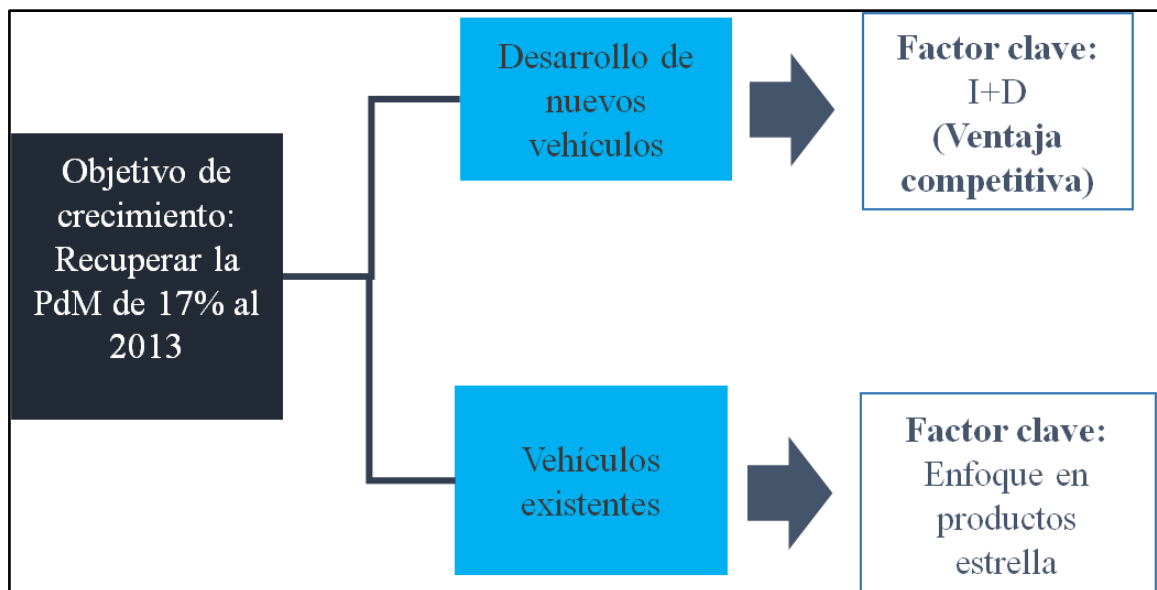 Objetivo de
crecimiento:
Recuperar la
PdM de 17% al
2013
Desarrollo de
nuevos
vehículos
Factor clave:
I+D
(Ventaja
competitiva)
Vehículos
existentes
Factor clave:
Enfoque en
productos
estrella